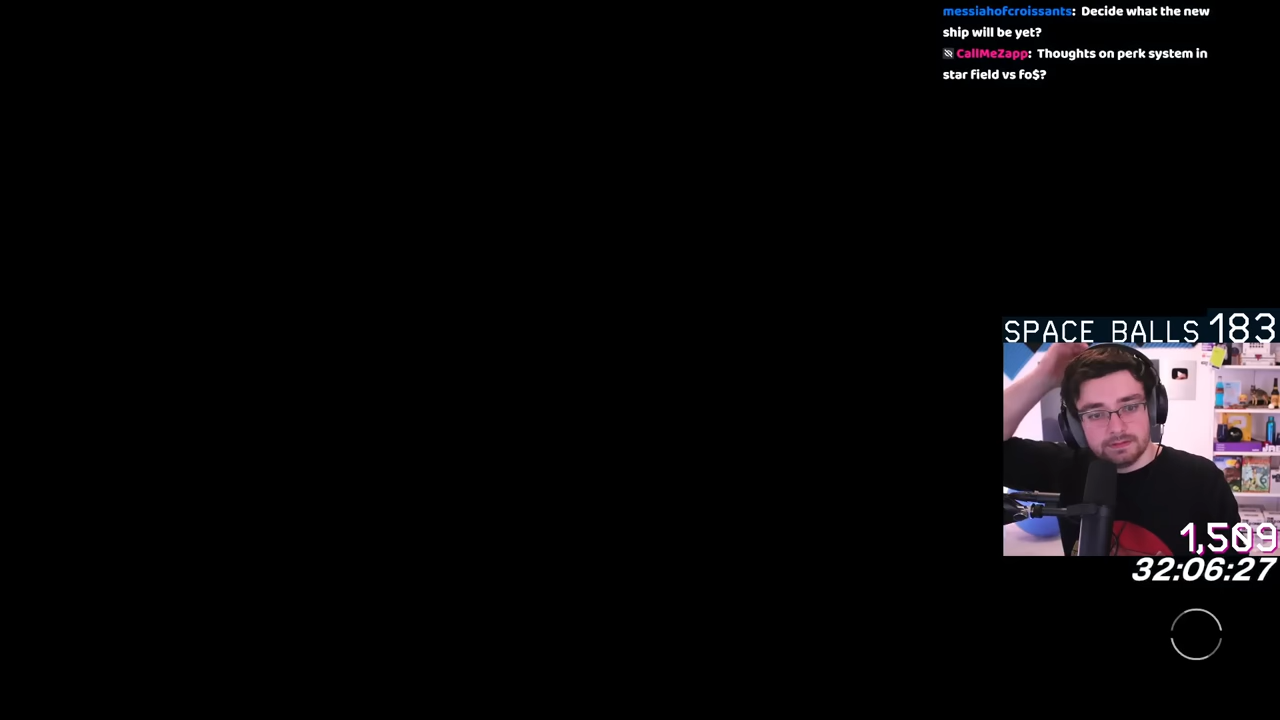 messiahofcroissants: Decide what the new
ship will be yet?
CallMeZapp: Thoughts on perk system in
star field vs fo$?
SPACE BALLS 183
1,509
32:06:27